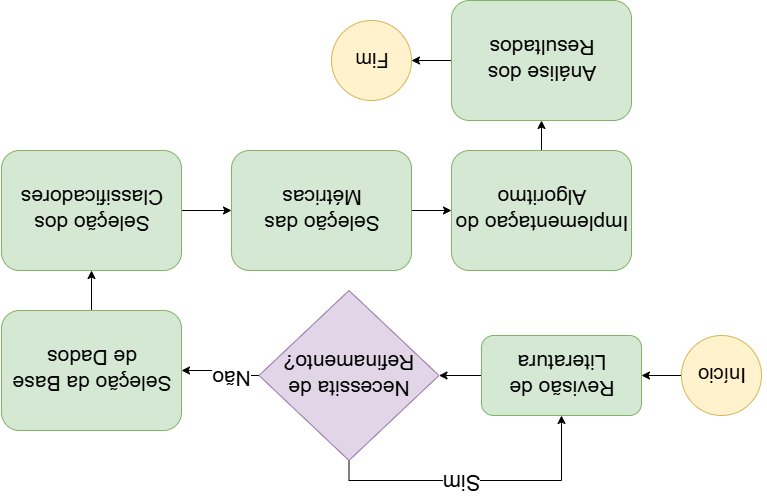 Início
Revisão de
Literatura
Necessita de
Refinamento?
Sim
Não
Seleção da Base
de Dados
Seleção dos
Classificadores
Seleção das
Métricas
Implementaçao do
Algoritmo
Análise dos
Resultados
Fim